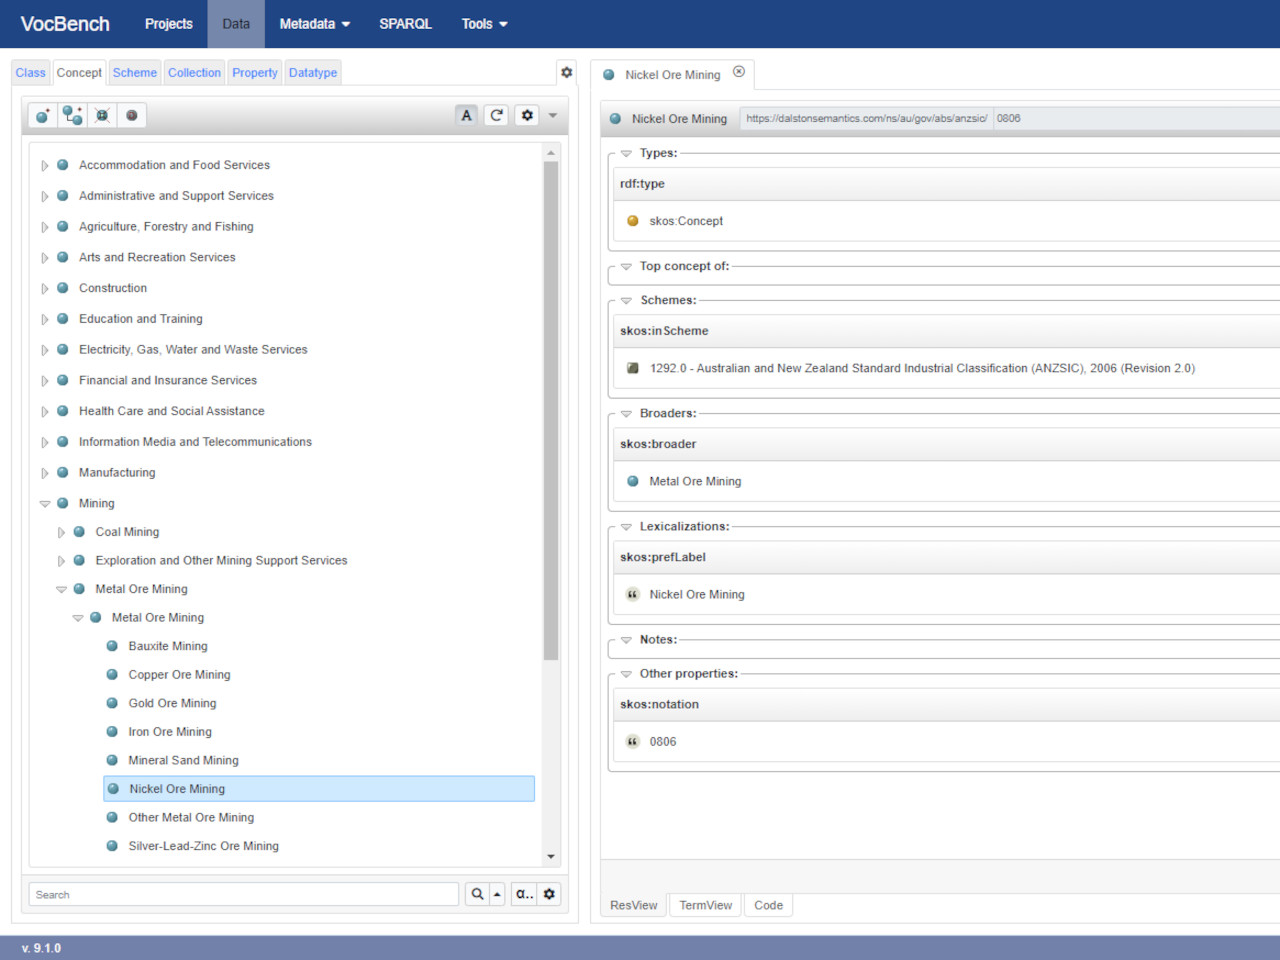 VocBench Projects Data Metadata SPARQL Tools
Class Concept Scheme Collection Property Datatype
A
Accommodation and Food Services
Administrative and Support Services
Agriculture, Forestry and Fishing
Arts and Recreation Services
Construction
Education and Training
Electricity, Gas, Water and Waste Services
Financial and Insurance Services
Health Care and Social Assistance
Information Media and Telecommunications
Manufacturing
Mining
Coal Mining
Exploration and Other Mining Support Services
Metal Ore Mining
Metal Ore Mining
Bauxite Mining
Copper Ore Mining
Gold Ore Mining
Iron Ore Mining
Mineral Sand Mining
Nickel Ore Mining
Other Metal Ore Mining
Silver-Lead-Zinc Ore Mining
Search α..
Nickel Ore Mining
Nickel Ore Mining https://dalstonsemantics.com/ns/au/gov/abs/anzsic/ 0806
Types:
rdf:type
skos:Concept
Top concept of:
Schemes:
skos:inScheme
1292.0 - Australian and New Zealand Standard Industrial Classification (ANZSIC), 2006 (Revision 2.0)
Broaders:
skos:broader
Metal Ore Mining
Lexicalizations:
skos:prefLabel
Nickel Ore Mining
Notes:
Other properties:
skos:notation
0806
ResView TermView Code
v. 9.1.0